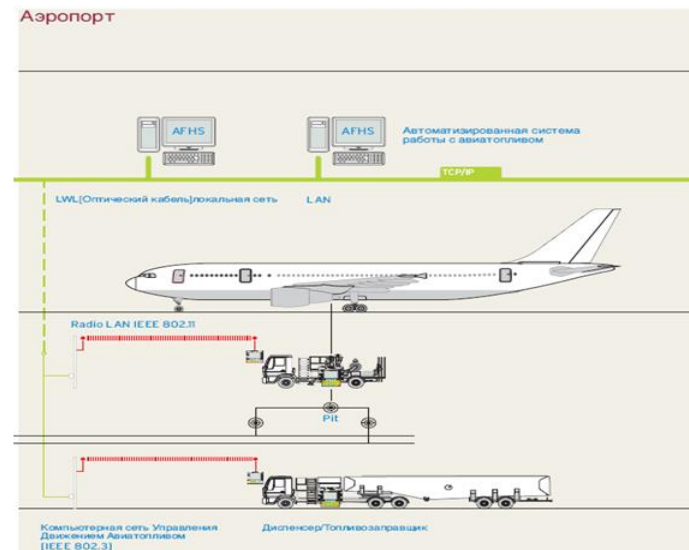 Аэропорт
AFHS
AFHS
Автоматизированная система
работы с авиатопливом
TCP/IP
LWL[Оптический кабель]локальная сеть
LAN
Radio LAN IEEE 802.11
Pit
Компьютерная сеть Управления
Движением Авиатопливом
[IEEE 802.3]
Диспенсер/Топливозаправщик